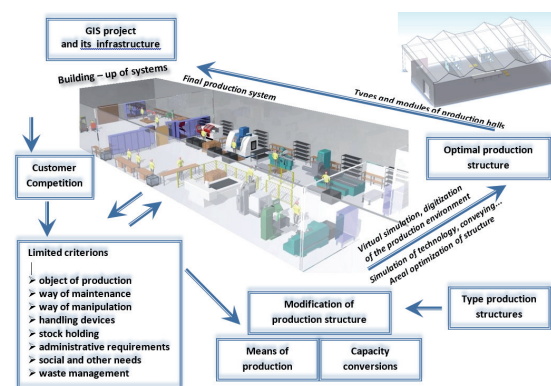 GIS project
and its infrastructure
Building – up of systems
Final production system
Types and modules of production halls
Optimal production
structure
Customer
Competition
Virtual simulation, digitization
of the production environment
Simulation of technology, conveying...
Areal optimization of structure
Limited criterions
➢ object of production
➢ way of maintenance
➢ way of manipulation
➢ handling devices
➢ stock holding
➢ administrative requirements
➢ social and other needs
➢ waste management
Modification of
production structure
Type production
structures
Means of
production
Capacity
conversions